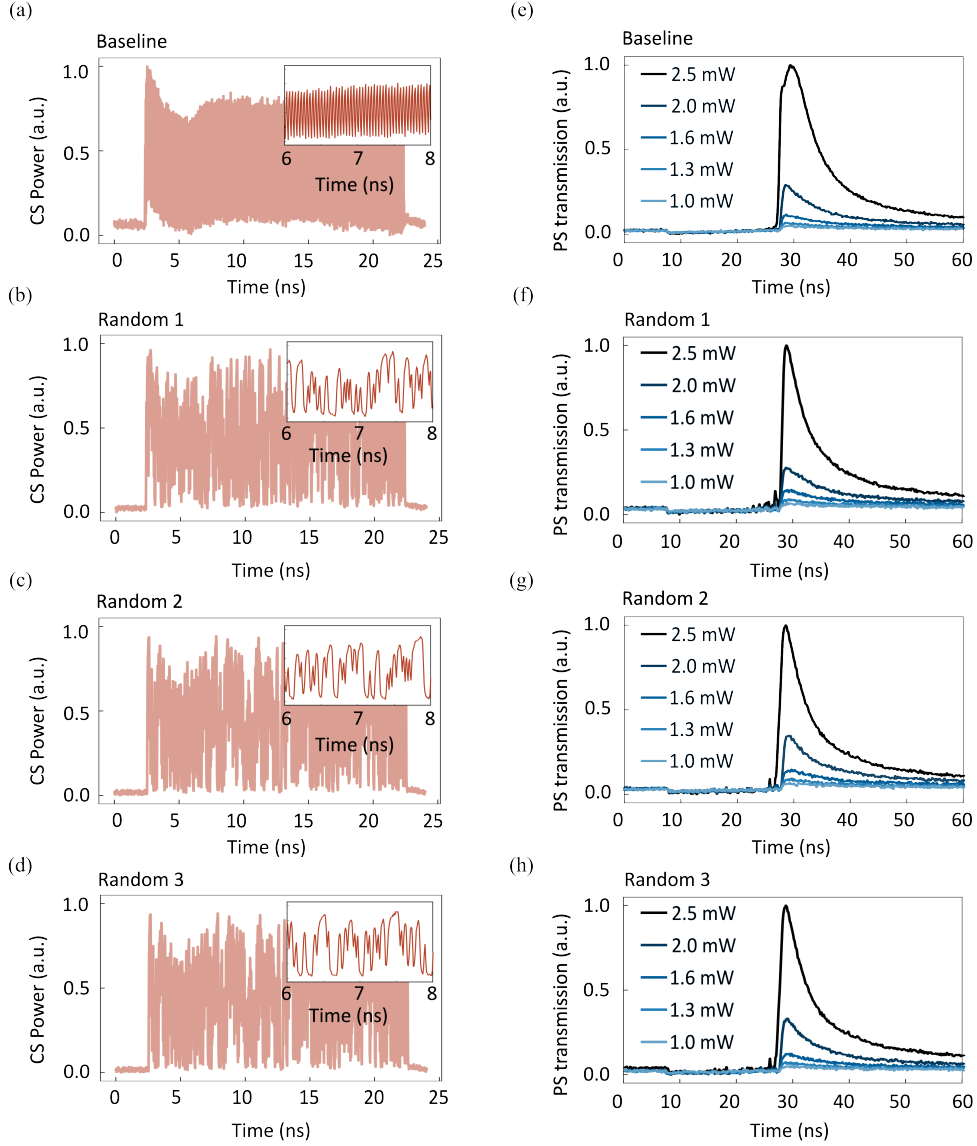 (a)
Baseline
CS Power (a.u.)
1.0
0.5
0.0
0 5 10 15 20 25
Time (ns)
6 7 8
Time (ns)
(e)
Baseline
PS transmission (a.u.)
1.0
0.5
0.0
2.5 mW
2.0 mW
1.6 mW
1.3 mW
1.0 mW
0 10 20 30 40 50 60
Time (ns)
(b)
Random 1
CS Power (a.u.)
1.0
0.5
0.0
0 5 10 15 20 25
Time (ns)
6 7 8
Time (ns)
(f)
Random 1
PS transmission (a.u.)
1.0
0.5
0.0
2.5 mW
2.0 mW
1.6 mW
1.3 mW
1.0 mW
0 10 20 30 40 50 60
Time (ns)
(c)
Random 2
CS Power (a.u.)
1.0
0.5
0.0
0 5 10 15 20 25
Time (ns)
6 7 8
Time (ns)
(g)
Random 2
PS transmission (a.u.)
1.0
0.5
0.0
2.5 mW
2.0 mW
1.6 mW
1.3 mW
1.0 mW
0 10 20 30 40 50 60
Time (ns)
(d)
Random 3
CS Power (a.u.)
1.0
0.5
0.0
0 5 10 15 20 25
Time (ns)
6 7 8
Time (ns)
(h)
Random 3
PS transmission (a.u.)
1.0
0.5
0.0
2.5 mW
2.0 mW
1.6 mW
1.3 mW
1.0 mW
0 10 20 30 40 50 60
Time (ns)